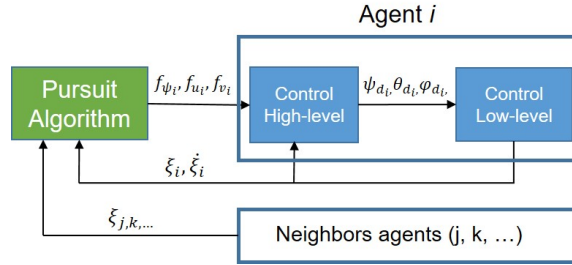 Agent i
Pursuit
Algorithm
f_{ψ_i}, f_{u_i}, f_{v_i}
Control
High-level
ψ_{d_i}, θ_{d_i}, φ_{d_i},
Control
Low-level
ξ_i, ξ̇_i
ξ_{j,k,...}
Neighbors agents (j, k, …)